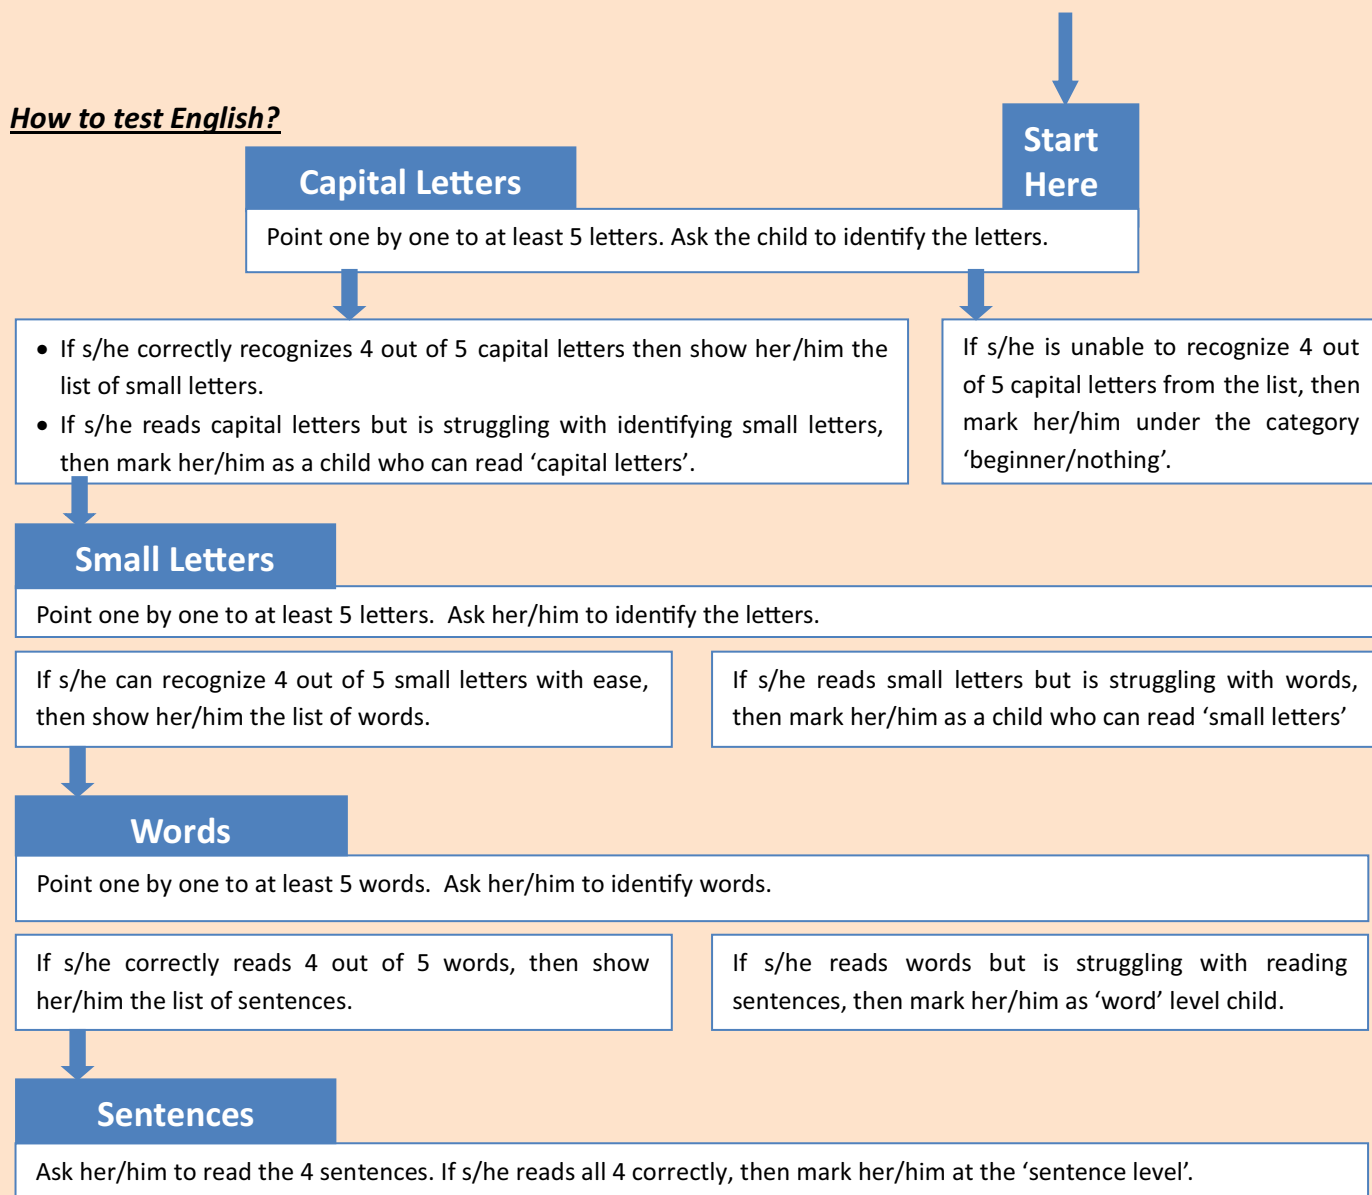 How to test English?
Start
Here
Capital Letters
Point one by one to at least 5 letters. Ask the child to identify the letters.
• If s/he correctly recognizes 4 out of 5 capital letters then show her/him the
list of small letters.
• If s/he reads capital letters but is struggling with identifying small letters,
then mark her/him as a child who can read ‘capital letters’.
If s/he is unable to recognize 4 out
of 5 capital letters from the list, then
mark her/him under the category
‘beginner/nothing’.
Small Letters
Point one by one to at least 5 letters.  Ask her/him to identify the letters.
If s/he can recognize 4 out of 5 small letters with ease,
then show her/him the list of words.
If s/he reads small letters but is struggling with words,
then mark her/him as a child who can read ‘small letters’
Words
Point one by one to at least 5 words.  Ask her/him to identify words.
If s/he correctly reads 4 out of 5 words, then show
her/him the list of sentences.
If s/he reads words but is struggling with reading
sentences, then mark her/him as ‘word’ level child.
Sentences
Ask her/him to read the 4 sentences. If s/he reads all 4 correctly, then mark her/him at the ‘sentence level’.